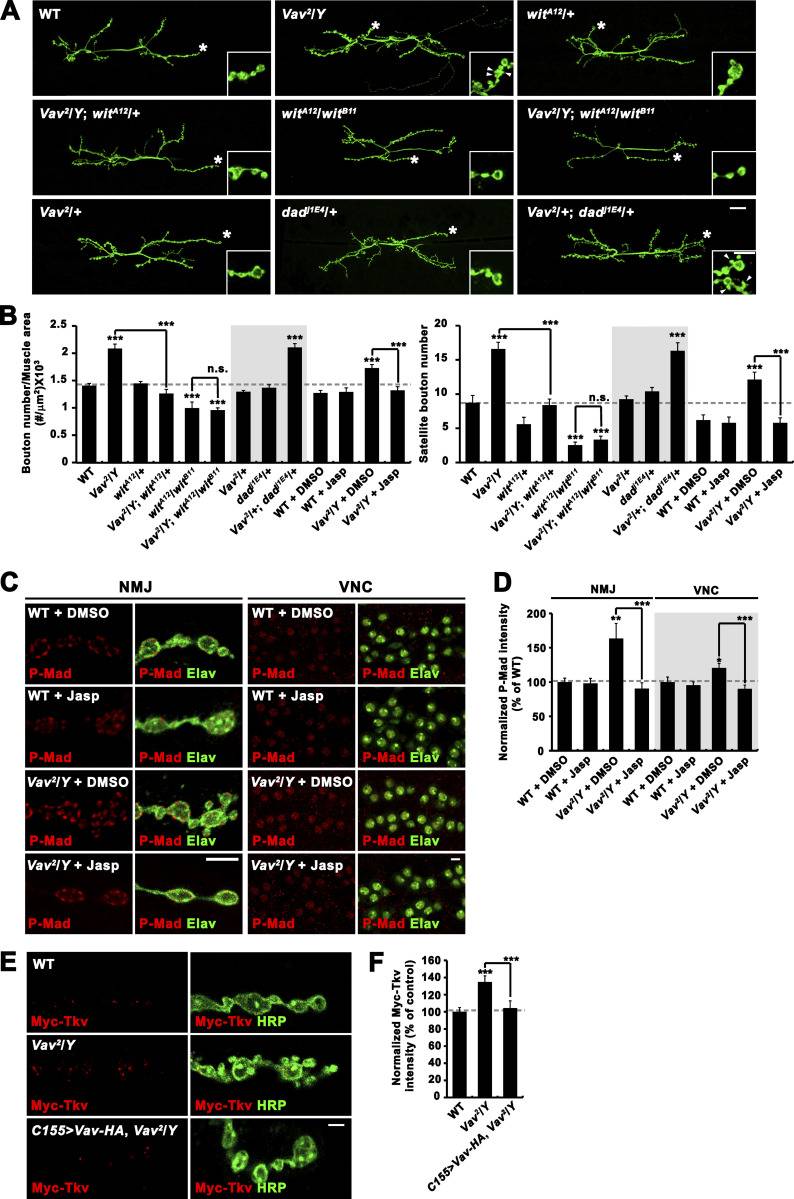 A
WT
Vav²/Y
witᴬ¹²/+
Vav²/Y; witᴬ¹²/+
witᴬ¹²/witᴮ¹¹
Vav²/Y; witᴬ¹²/witᴮ¹¹
Vav²/+
dadʲ¹ᴱ⁴/+
Vav²/+; dadʲ¹ᴱ⁴/+
B
Bouton number/Muscle area
(#/μm²)X10³
2.5
2
1.5
1
0.5
0
***
***
***
***
n.s.
***
***
***
WT
Vav²/Y
witᴬ¹²/+
Vav²/Y; witᴬ¹²/+
witᴬ¹²/witᴮ¹¹
Vav²/Y; witᴬ¹²/witᴮ¹¹
Vav²/+
dadʲ¹ᴱ⁴/+
Vav²/+; dadʲ¹ᴱ⁴/+
WT + DMSO
WT + Jasp
Vav²/Y + DMSO
Vav²/Y + Jasp
Satellite bouton number
20
15
10
5
0
***
***
***
***
n.s.
***
***
***
WT
Vav²/Y
witᴬ¹²/+
Vav²/Y; witᴬ¹²/+
witᴬ¹²/witᴮ¹¹
Vav²/Y; witᴬ¹²/witᴮ¹¹
Vav²/+
dadʲ¹ᴱ⁴/+
Vav²/+; dadʲ¹ᴱ⁴/+
WT + DMSO
WT + Jasp
Vav²/Y + DMSO
Vav²/Y + Jasp
C
NMJ
VNC
WT + DMSO
P-Mad
P-Mad Elav
WT + DMSO
P-Mad
P-Mad Elav
WT + Jasp
P-Mad
P-Mad Elav
WT + Jasp
P-Mad
P-Mad Elav
Vav²/Y + DMSO
P-Mad
P-Mad Elav
Vav²/Y + DMSO
P-Mad
P-Mad Elav
Vav²/Y + Jasp
P-Mad
P-Mad Elav
Vav²/Y + Jasp
P-Mad
P-Mad Elav
D
NMJ
VNC
Normalized P-Mad intensity
(% of WT)
200
150
100
50
0
**
***
*
***
WT + DMSO
WT + Jasp
Vav²/Y + DMSO
Vav²/Y + Jasp
WT + DMSO
WT + Jasp
Vav²/Y + DMSO
Vav²/Y + Jasp
E
WT
Myc-Tkv
Myc-Tkv HRP
Vav²/Y
Myc-Tkv
Myc-Tkv HRP
C155>Vav-HA, Vav²/Y
Myc-Tkv
Myc-Tkv HRP
F
Normalized Myc-Tkv
intensity (% of control)
160
140
120
100
80
60
40
20
0
***
***
WT
Vav²/Y
C155>Vav-HA, Vav²/Y